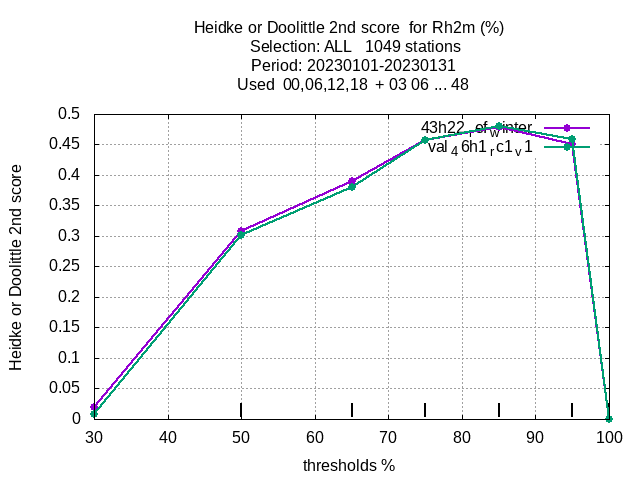 Heidke or Doolittle 2nd score  for Rh2m (%)
Selection: ALL   1049 stations
Period: 20230101-20230131
Used  00,06,12,18  + 03 06 ... 48
43h22_ref_winter
val_46h1_rc1_v1
Heidke or Doolittle 2nd score
0.5
0.45
0.4
0.35
0.3
0.25
0.2
0.15
0.1
0.05
0
30 40 50 60 70 80 90 100
thresholds %